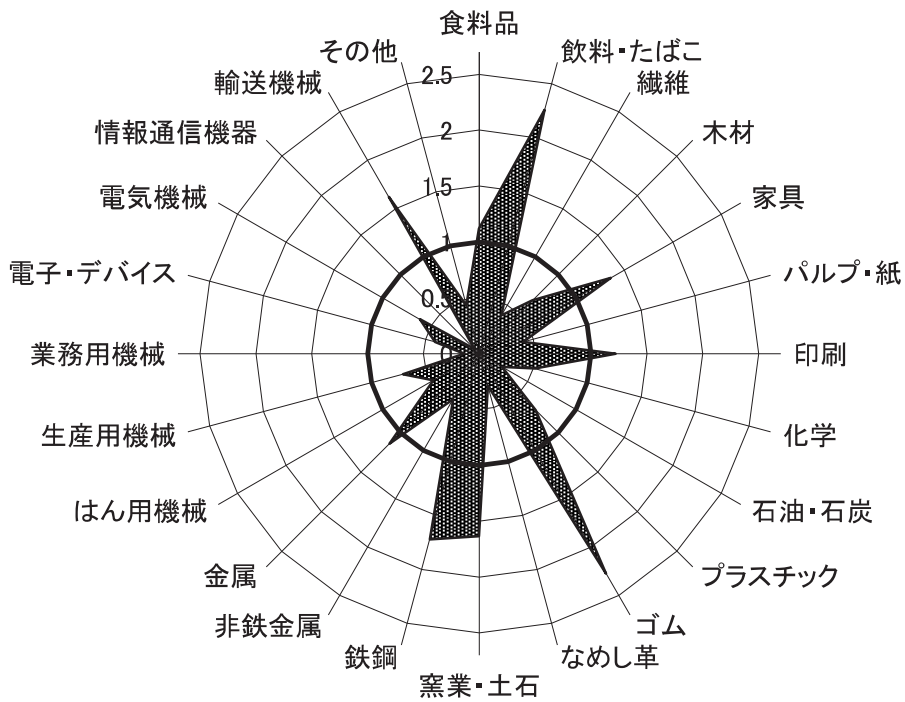 食料品
飲料・たばこ
繊維
木材
家具
パルプ・紙
印刷
化学
石油・石炭
プラスチック
ゴム
なめし革
窯業・土石
鉄鋼
非鉄金属
金属
はん用機械
生産用機械
業務用機械
電子・デバイス
電気機械
情報通信機器
輸送機械
その他
2.5
2
1.5
1
0.5
0